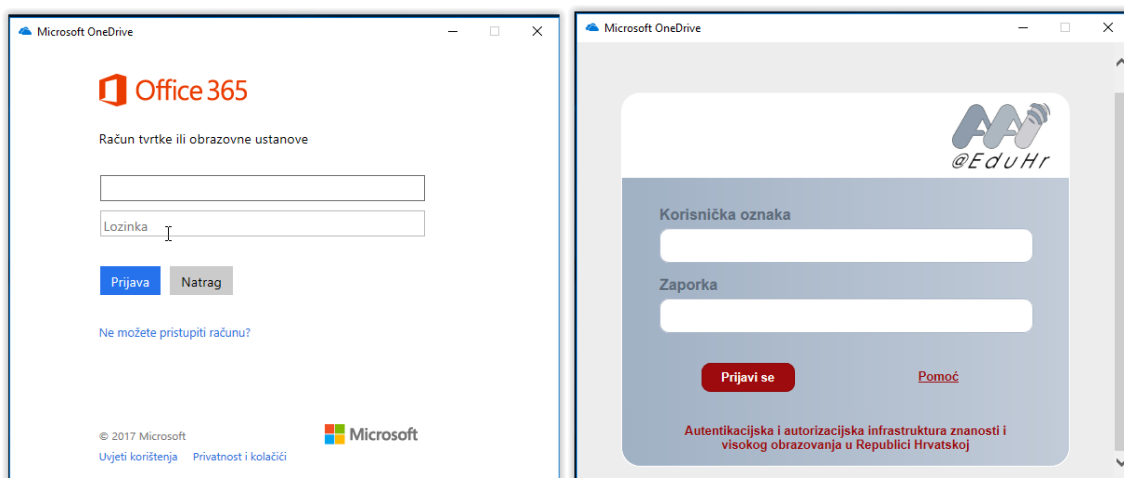 Microsoft OneDrive
Office 365
Račun tvrtke ili obrazovne ustanove
Lozinka
Prijava Natrag
Ne možete pristupiti računu?
© 2017 Microsoft
Microsoft
Uvjeti korištenja Privatnost i kolačići
Microsoft OneDrive
AAI
@EduHr
Korisnička oznaka
Zaporka
Prijavi se Pomoć
Autentikacijska i autorizacijska infrastruktura znanosti i
visokog obrazovanja u Republici Hrvatskoj